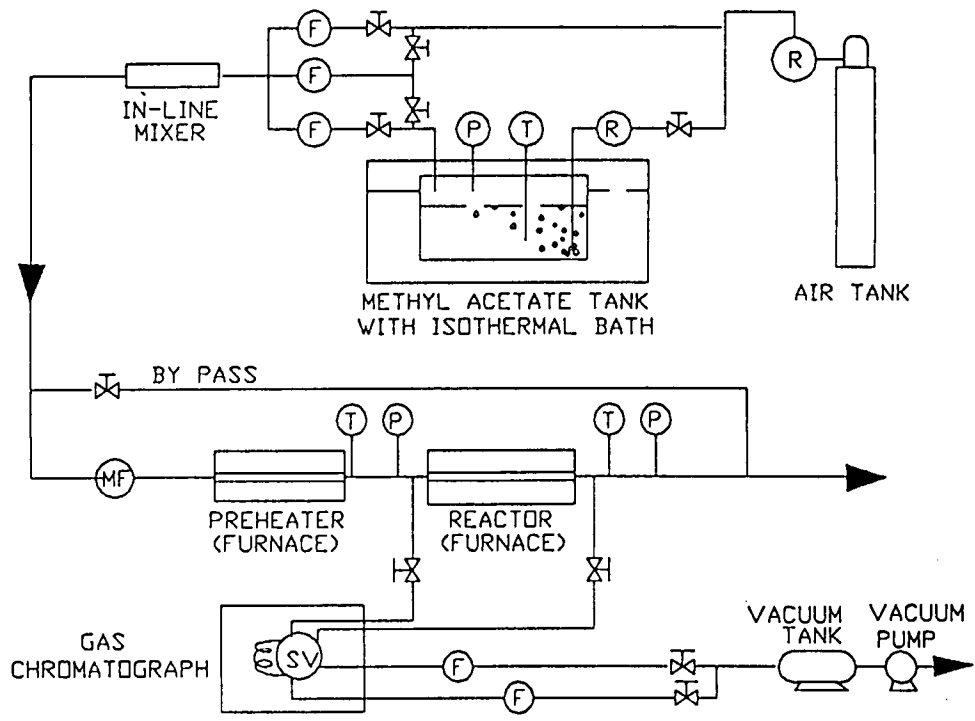 F
F
F
R
IN-LINE
MIXER
P
T
R
METHYL ACETATE TANK
WITH ISOTHERMAL BATH
AIR TANK
BY PASS
T
P
T
P
MF
PREHEATER
(FURNACE)
REACTOR
(FURNACE)
GAS
CHROMATOGRAPH
SV
F
F
VACUUM
TANK
VACUUM
PUMP